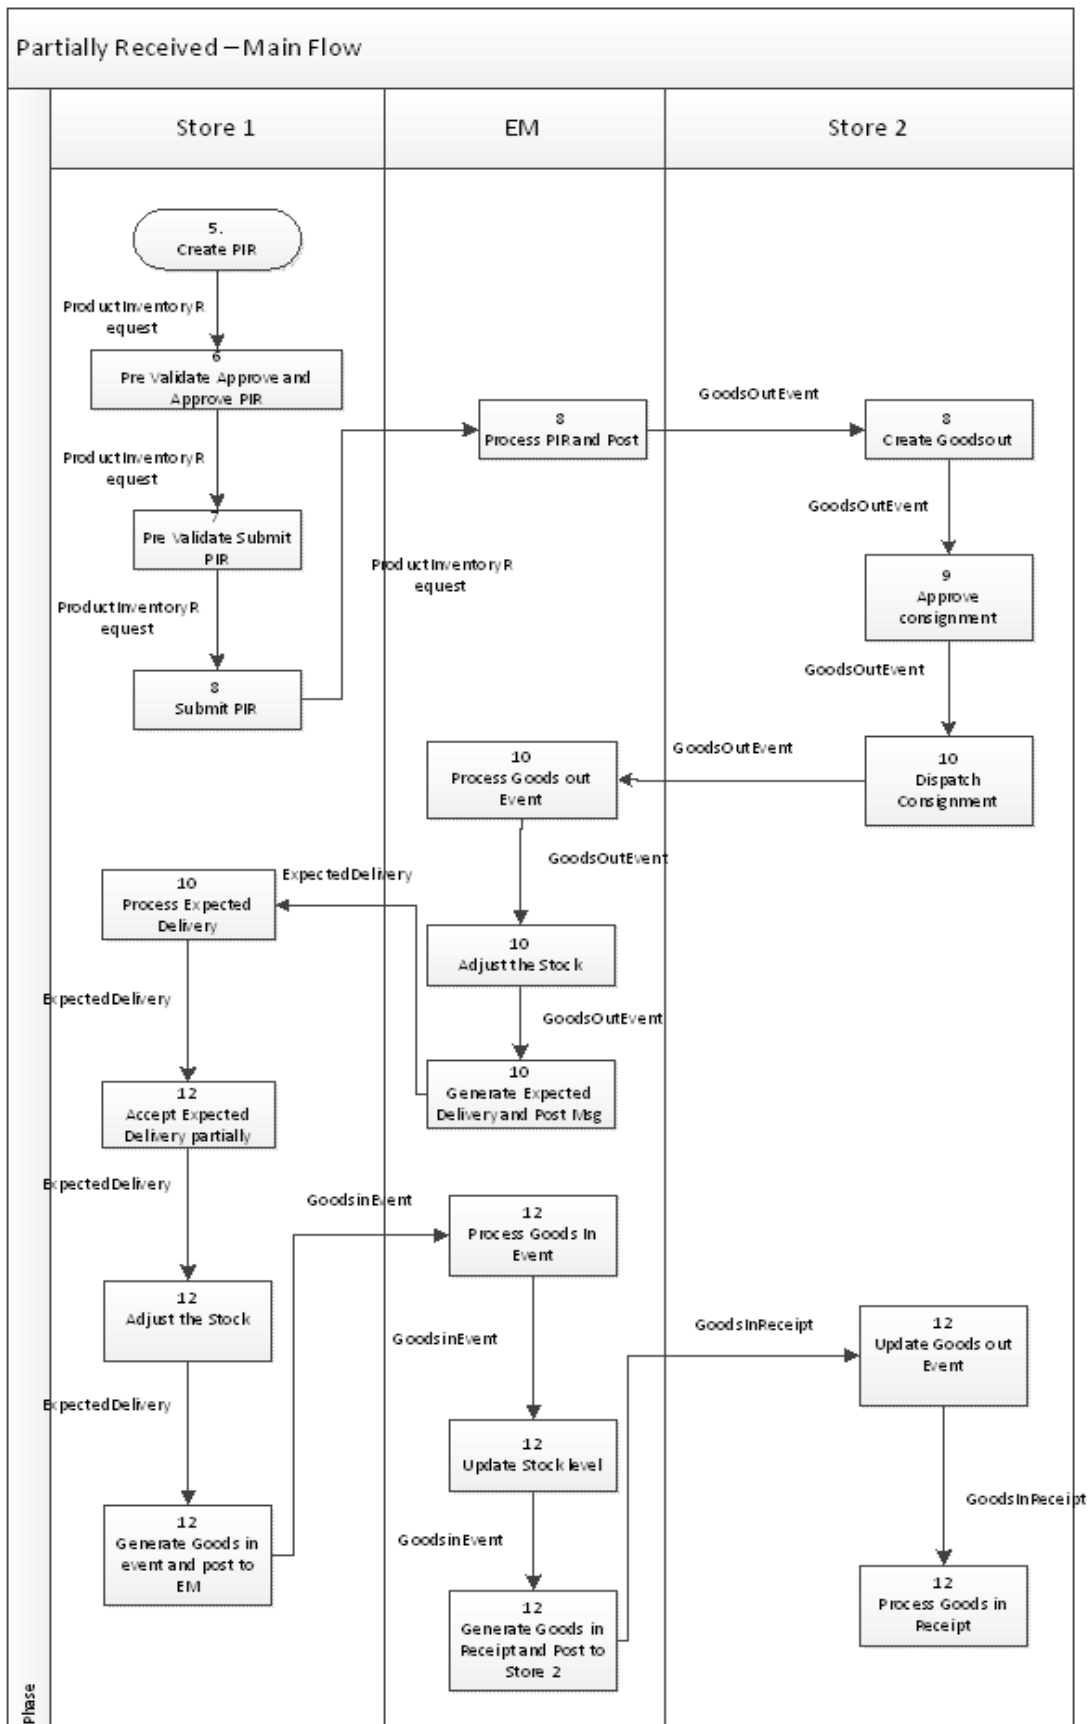 Partially Received – Main Flow
Store 1
EM
Store 2
5.
Create PIR
ProductInventoryR
equest
6
Pre Validate Approve and
Approve PIR
ProductInventoryR
equest
7
Pre Validate Submit
PIR
ProductInventoryR
equest
8
Submit PIR
ProductInventoryR
equest
8
Process PIR and Post
GoodsOutEvent
8
Create Goodsout
GoodsOutEvent
9
Approve
consignment
GoodsOutEvent
10
Dispatch
Consignment
GoodsOutEvent
10
Process Goods out
Event
GoodsOutEvent
10
Adjust the Stock
GoodsOutEvent
10
Generate Expected
Delivery and Post Msg
ExpectedDelivery
10
Process Expected
Delivery
ExpectedDelivery
12
Accept Expected
Delivery partially
ExpectedDelivery
12
Adjust the Stock
ExpectedDelivery
12
Generate Goods in
event and post to
EM
GoodsinEvent
12
Process Goods In
Event
GoodsinEvent
12
Update Stock level
GoodsinEvent
12
Generate Goods in
Receipt and Post to
Store 2
GoodsInReceipt
12
Update Goods out
Event
GoodsInReceipt
12
Process Goods in
Receipt
Phase